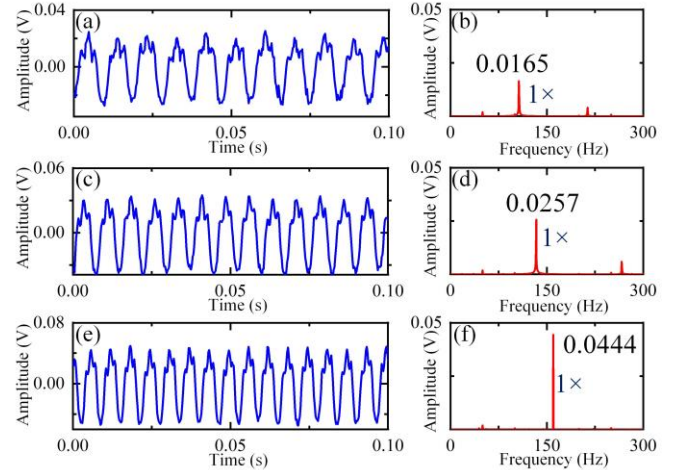 (a)
Amplitude (V)
0.04
0.00
0.00
0.05
0.10
Time (s)
(b)
Amplitude (V)
0.05
0.0165
1×
0
150
300
Frequency (Hz)
(c)
Amplitude (V)
0.06
0.00
0.00
0.05
0.10
Time (s)
(d)
Amplitude (V)
0.05
0.0257
1×
0
150
300
Frequency (Hz)
(e)
Amplitude (V)
0.08
0.00
0.00
0.05
0.10
Time (s)
(f)
Amplitude (V)
0.05
0.0444
1×
0
150
300
Frequency (Hz)